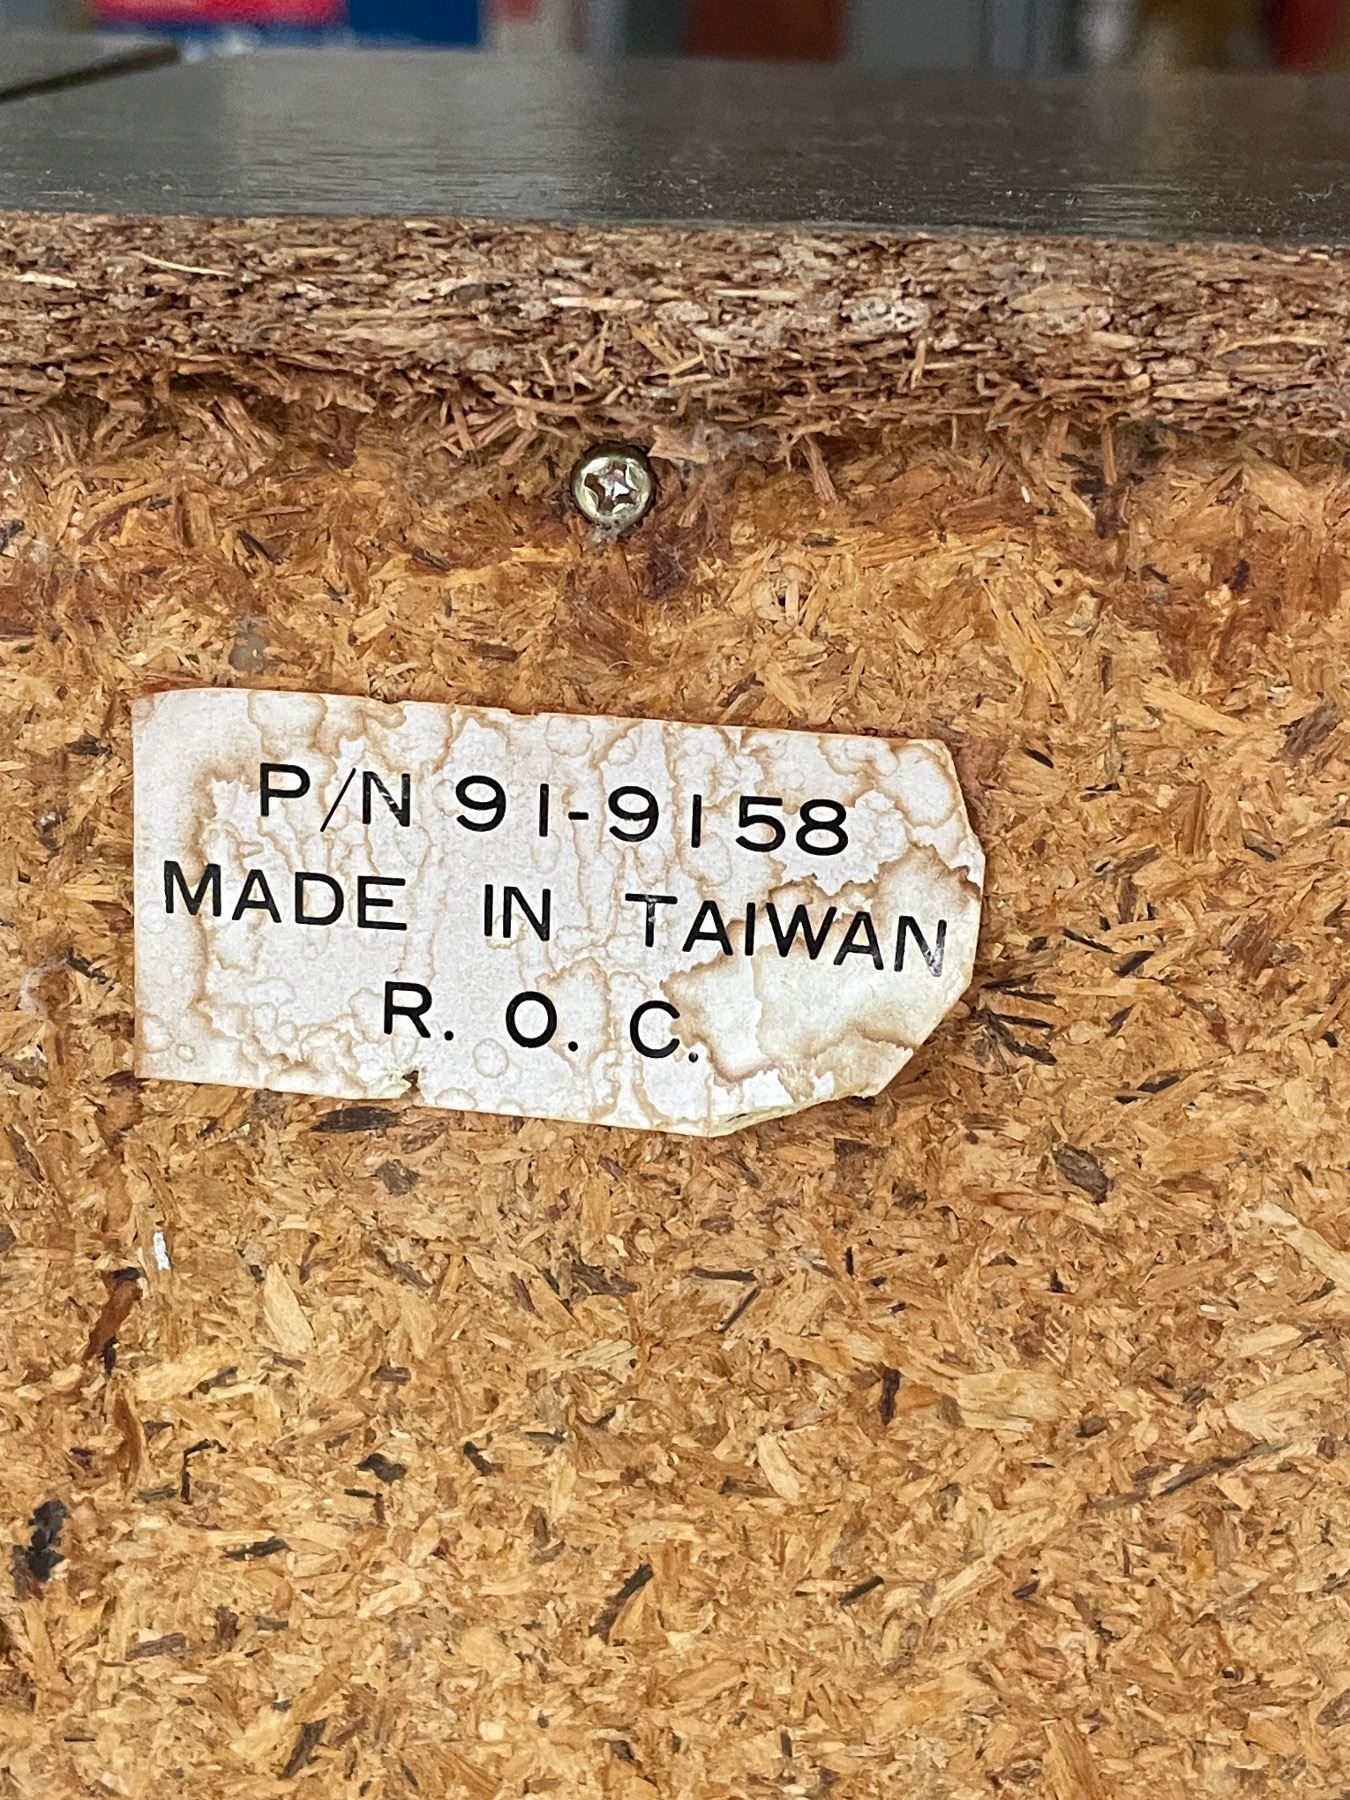 P/N 91-9158
MADE IN TAIWAN
R. O. C.